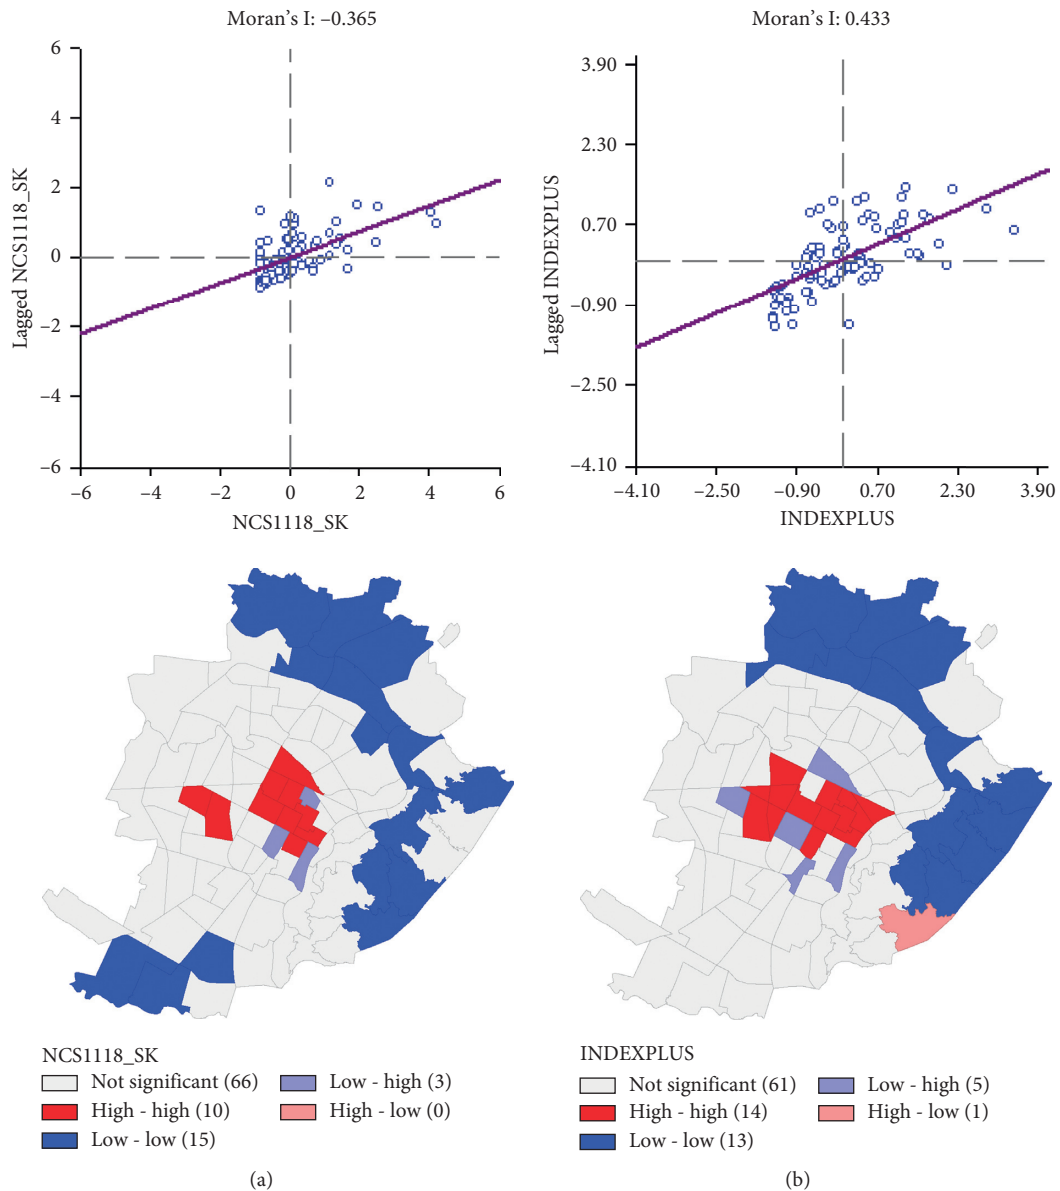 Moran's I: –0.365
6
4
2
0
–2
–4
–6
Lagged NCS1118_SK
–6 –4 –2 0 2 4 6
NCS1118_SK
Moran's I: 0.433
3.90
2.30
0.70
–0.90
–2.50
–4.10
Lagged INDEXPLUS
–4.10 –2.50 –0.90 0.70 2.30 3.90
INDEXPLUS
NCS1118_SK
Not significant (66)
High - high (10)
Low - low (15)
Low - high (3)
High - low (0)
(a)
INDEXPLUS
Not significant (61)
High - high (14)
Low - low (13)
Low - high (5)
High - low (1)
(b)